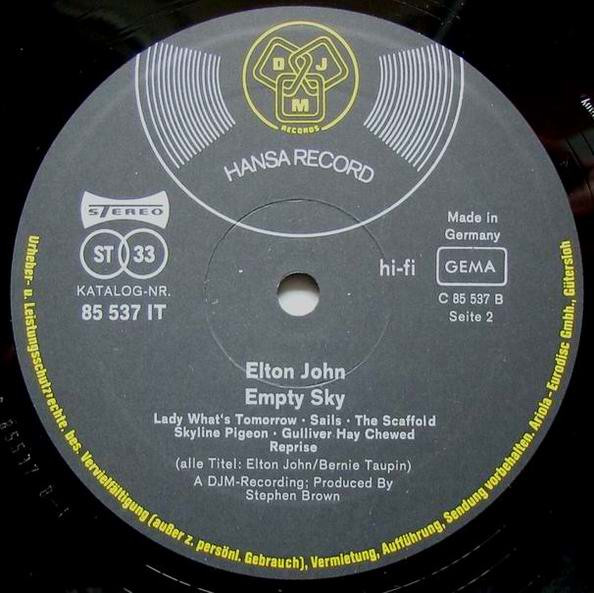 D J
M
RECORDS
HANSA RECORD
STEREO
ST 33
KATALOG-NR.
85 537 IT
Made in
Germany
hi-fi
GEMA
C 85 537 B
Seite 2
Elton John
Empty Sky
Lady What's Tomorrow · Sails · The Scaffold
Skyline Pigeon · Gulliver Hay Chewed
Reprise
(alle Titel: Elton John/Bernie Taupin)
A DJM-Recording; Produced By
Stephen Brown
Urheber- u. Leistungsschutzrechte, bes. Vervielfältigung (außer z. persönl. Gebrauch), Vermietung, Aufführung, Sendung vorbehalten. Ariola-Eurodisc Gmbh., Gütersloh